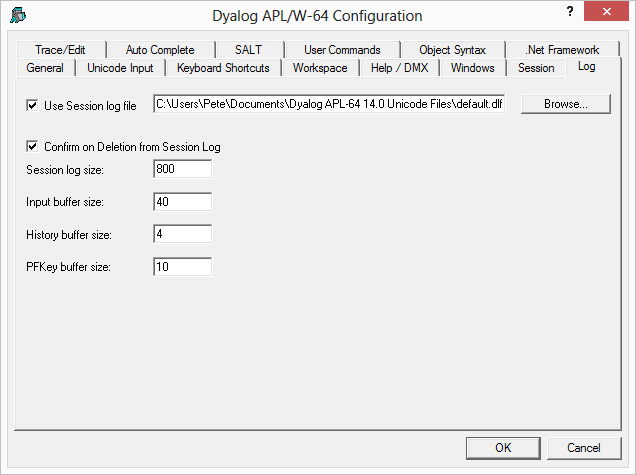 Dyalog APL/W-64 Configuration
?
Trace/Edit Auto Complete SALT User Commands Object Syntax .Net Framework
General Unicode Input Keyboard Shortcuts Workspace Help / DMX Windows Session Log
Use Session log file C:\Users\Pete\Documents\Dyalog APL-64 14.0 Unicode Files\default.dlf Browse...
Confirm on Deletion from Session Log
Session log size: 800
Input buffer size: 40
History buffer size: 4
PFKey buffer size: 10
OK Cancel